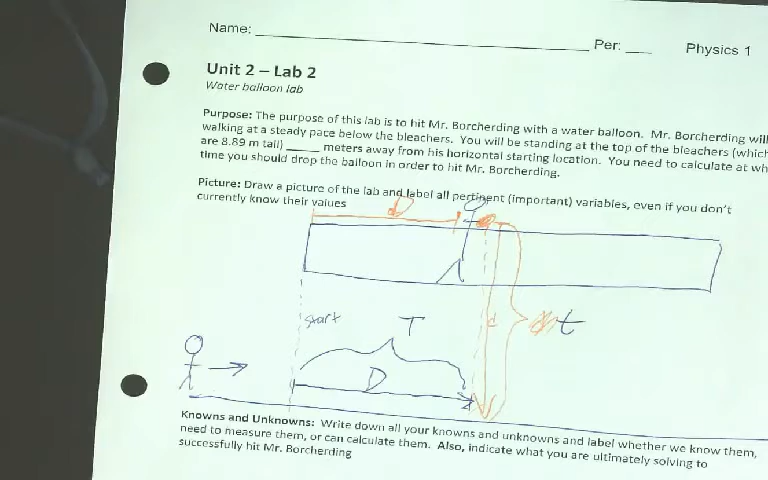 Name: ______ Per: ___ Physics 1
Unit 2 – Lab 2
Water balloon lab
Purpose: The purpose of this lab is to hit Mr. Borcherding with a water balloon. Mr. Borcherding will
walking at a steady pace below the bleachers. You will be standing at the top of the bleachers (which
are 8.89 m tall) _____ meters away from his horizontal starting location. You need to calculate at wh
time you should drop the balloon in order to hit Mr. Borcherding.
Picture: Draw a picture of the lab and label all pertinent (important) variables, even if you don't
currently know their values
D
start T
d
t
D
Knowns and Unknowns: Write down all your knowns and unknowns and label whether we know them,
need to measure them, or can calculate them. Also, indicate what you are ultimately solving to
successfully hit Mr. Borcherding